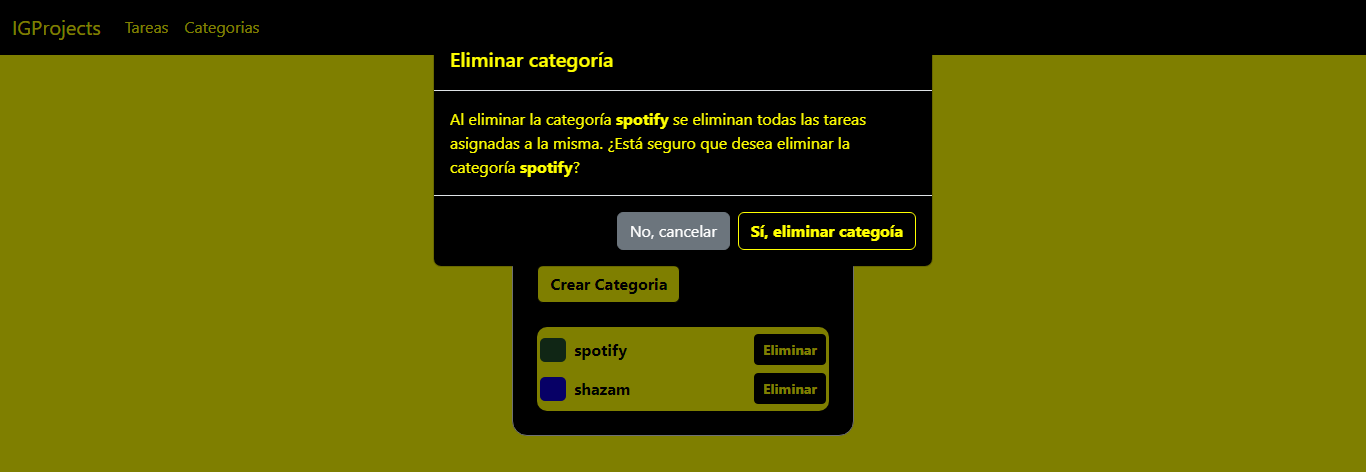 IGProjects Tareas Categorias
Eliminar categoría
Al eliminar la categoría spotify se eliminan todas las tareas
asignadas a la misma. ¿Está seguro que desea eliminar la
categoría spotify?
No, cancelar Sí, eliminar categoía
Crear Categoria
spotify Eliminar
shazam Eliminar